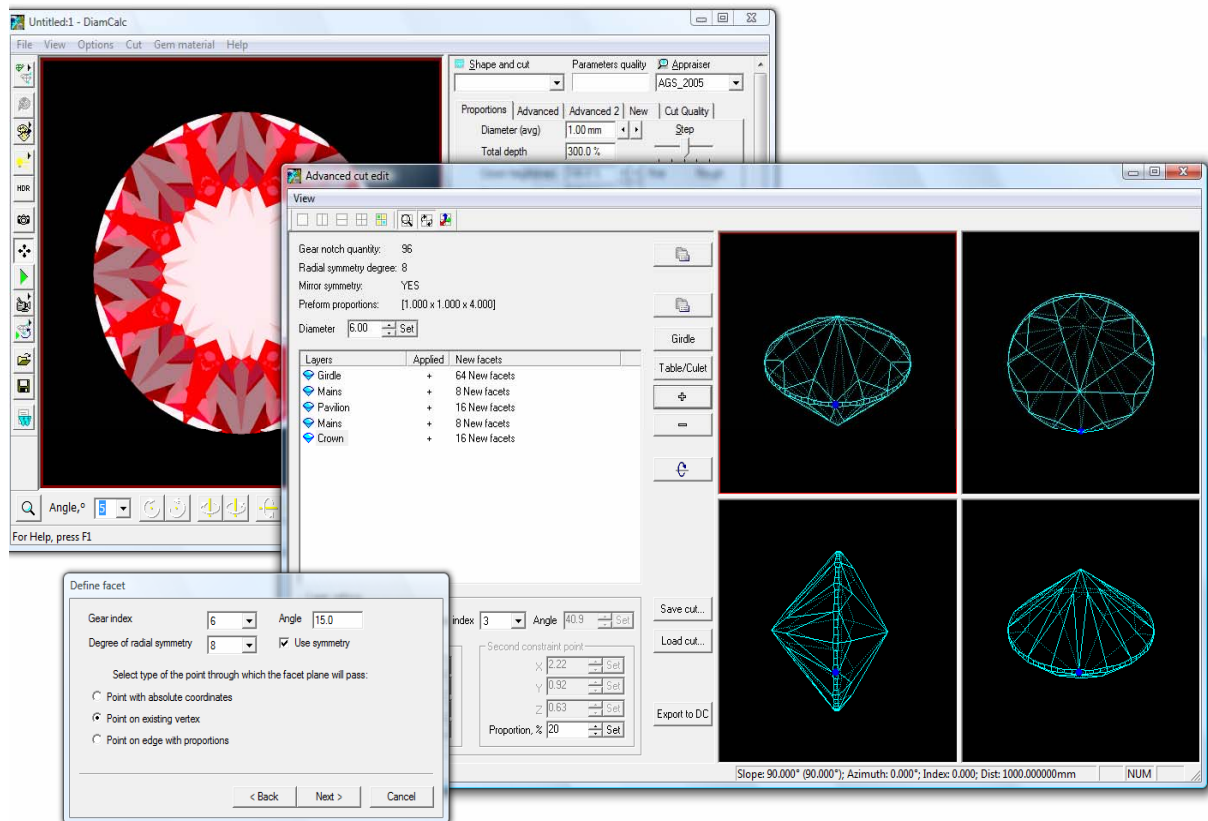 Untitled:1 - DiamCalc
File View Options Cut Gem material Help
HDR
Shape and cut Parameters quality Appraiser
AGS_2005
Proportions Advanced Advanced 2 New Cut Quality
Diameter (avg) 1.00 mm Step
Total depth 300.0 %
Angle,° 5
For Help, press F1
Advanced cut edit
View
Gear notch quantity: 96
Radial symmetry degree: 8
Mirror symmetry: YES
Preform proportions: [1.000 x 1.000 x 4.000]
Diameter 6.00 Set
Layers Applied New facets
Girdle + 64 New facets
Mains + 8 New facets
Pavilion + 16 New facets
Mains + 8 New facets
Crown + 16 New facets
Girdle
Table/Culet
index 3 Angle 40.9 Set
Second constraint point
X 2.22 Set
Y 0.92 Set
Z 0.63 Set
Proportion, % 20 Set
Save cut...
Load cut...
Export to DC
Slope: 90.000° (90.000°); Azimuth: 0.000°; Index: 0.000; Dist: 1000.000000mm NUM
Define facet
Gear index 6 Angle 15.0
Degree of radial symmetry 8 Use symmetry
Select type of the point through which the facet plane will pass:
Point with absolute coordinates
Point on existing vertex
Point on edge with proportions
< Back Next > Cancel